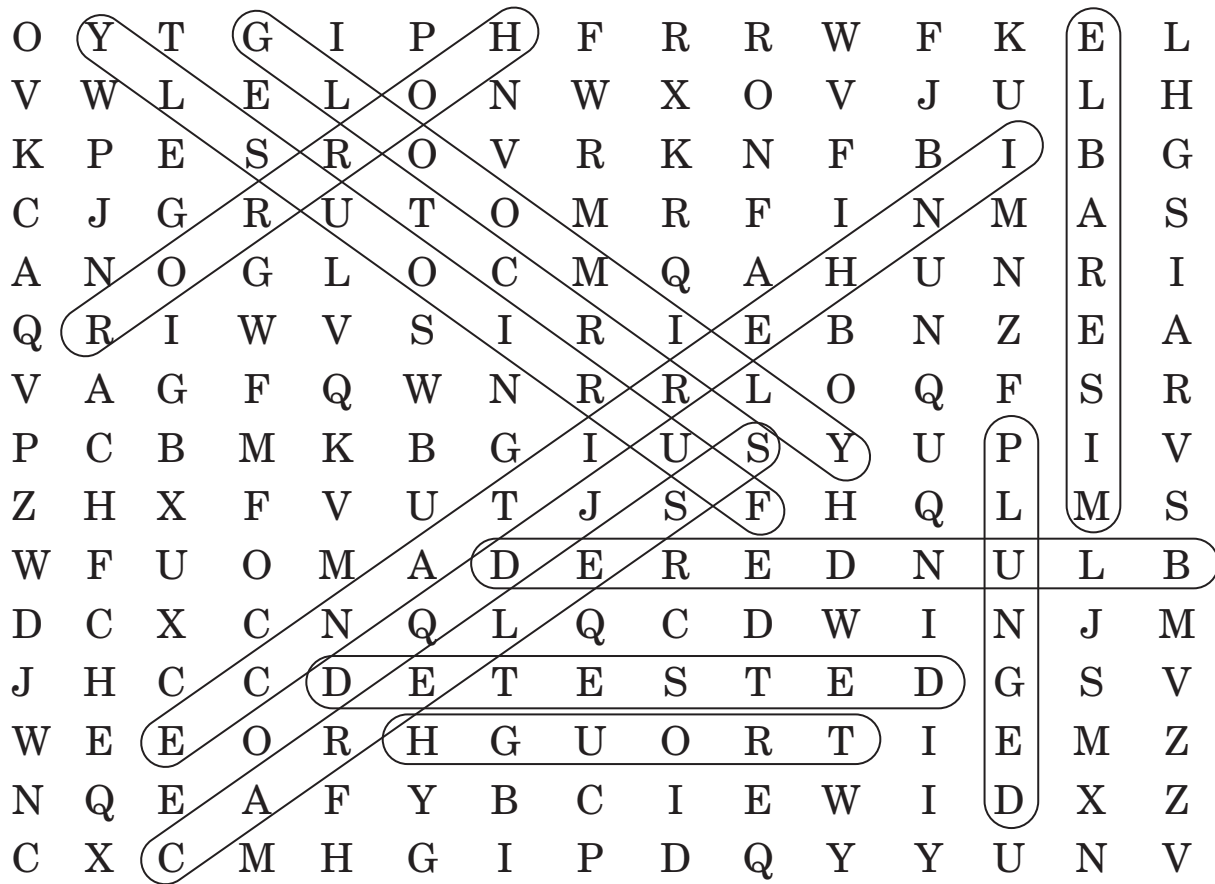 O Y T G I P H F R R W F K E L
V W L E L O N W X O V J U L H
K P E S R O V R K N F B I B G
C J G R U T O M R F I N M A S
A N O G L O C M Q A H U N R I
Q R I W V S I R I E B N Z E A
V A G F Q W N R R L O Q F S R
P C B M K B G I U S Y U P I V
Z H X F V U T J S F H Q L M S
W F U O M A D E R E D N U L B
D C X C N Q L Q C D W I N J M
J H C C D E T E S T E D G S V
W E E O R H G U O R T I E M Z
N Q E A F Y B C I E W I D X Z
C X C M H G I P D Q Y Y U N V